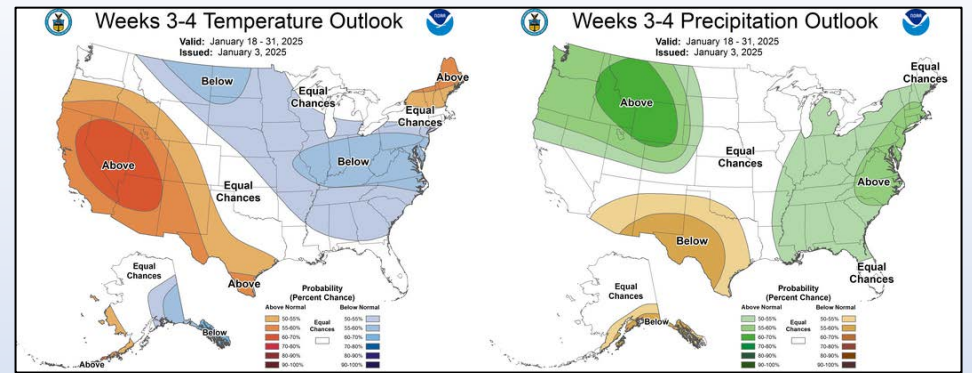 Weeks 3-4 Temperature Outlook
Valid: January 18 - 31, 2025
Issued: January 3, 2025
Below
Equal
Chances
Above
Equal
Chances
Above
Below
Equal
Chances
Above
Equal
Chances
Below
Above
Probability
(Percent Chance)
Above Normal
Below Normal
50-55%
55-60%
60-70%
70-80%
80-90%
90-100%
Equal
Chances
50-55%
55-60%
60-70%
70-80%
80-90%
90-100%
Weeks 3-4 Precipitation Outlook
Valid: January 18 - 31, 2025
Issued: January 3, 2025
Equal
Chances
Above
Equal
Chances
Above
Below
Equal
Chances
Equal
Chances
Below
Probability
(Percent Chance)
Above Normal
Below Normal
50-55%
55-60%
60-70%
70-80%
80-90%
90-100%
Equal
Chances
50-55%
55-60%
60-70%
70-80%
80-90%
90-100%